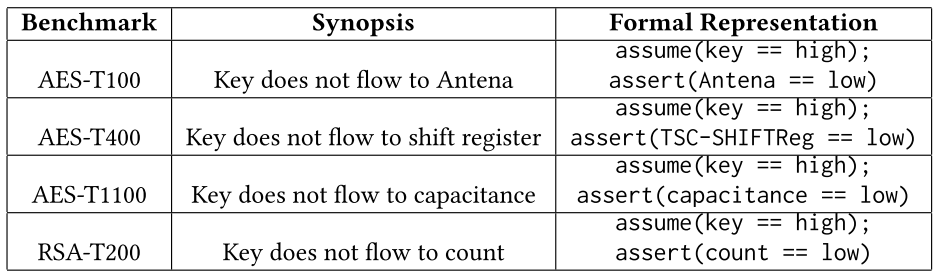 Benchmark Synopsis Formal Representation
assume(key == high);
AES-T100 Key does not flow to Antena assert(Antena == low)
assume(key == high);
AES-T400 Key does not flow to shift register assert(TSC-SHIFTReg == low)
assume(key == high);
AES-T1100 Key does not flow to capacitance assert(capacitance == low)
assume(key == high);
RSA-T200 Key does not flow to count assert(count == low)